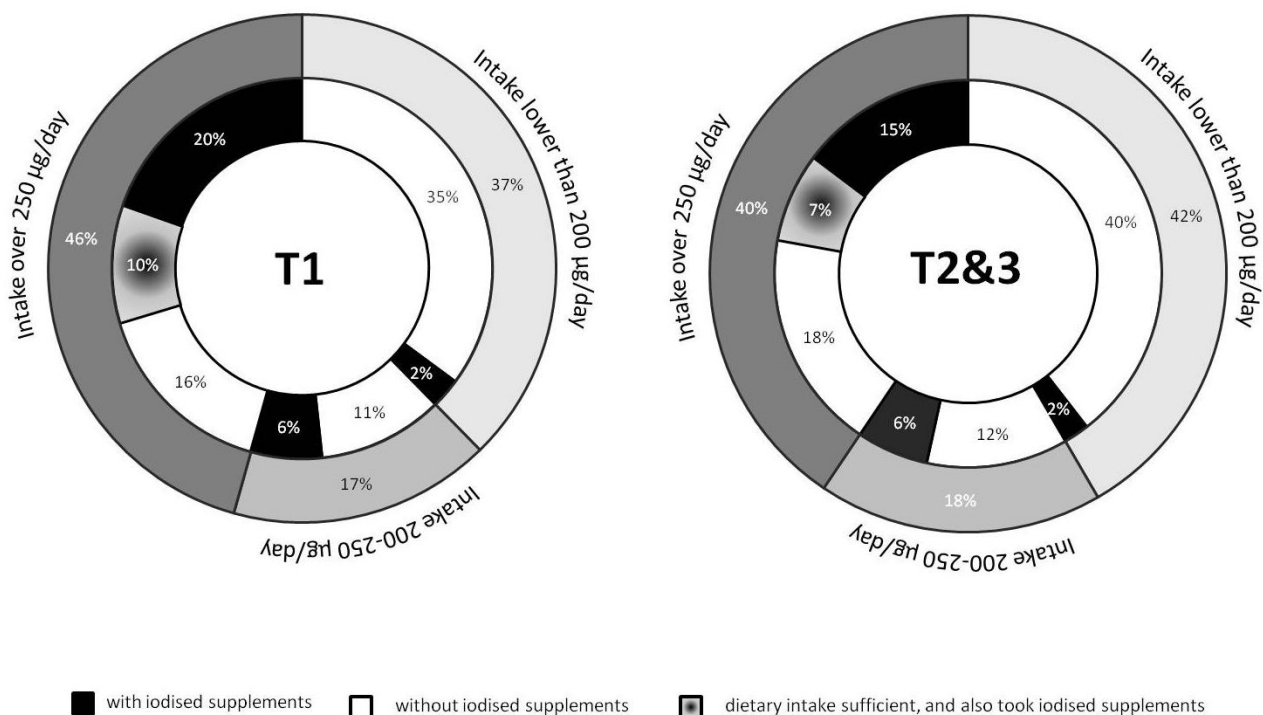 Intake over 250 µg/day
Intake lower than 200 µg/day
Intake 200-250 µg/day
46%
37%
17%
20%
35%
10%
2%
16%
6%
11%
T1
Intake over 250 µg/day
Intake lower than 200 µg/day
Intake 200-250 µg/day
40%
42%
18%
15%
40%
7%
18%
6%
12%
2%
T2&3
with iodised supplements
without iodised supplements
dietary intake sufficient, and also took iodised supplements